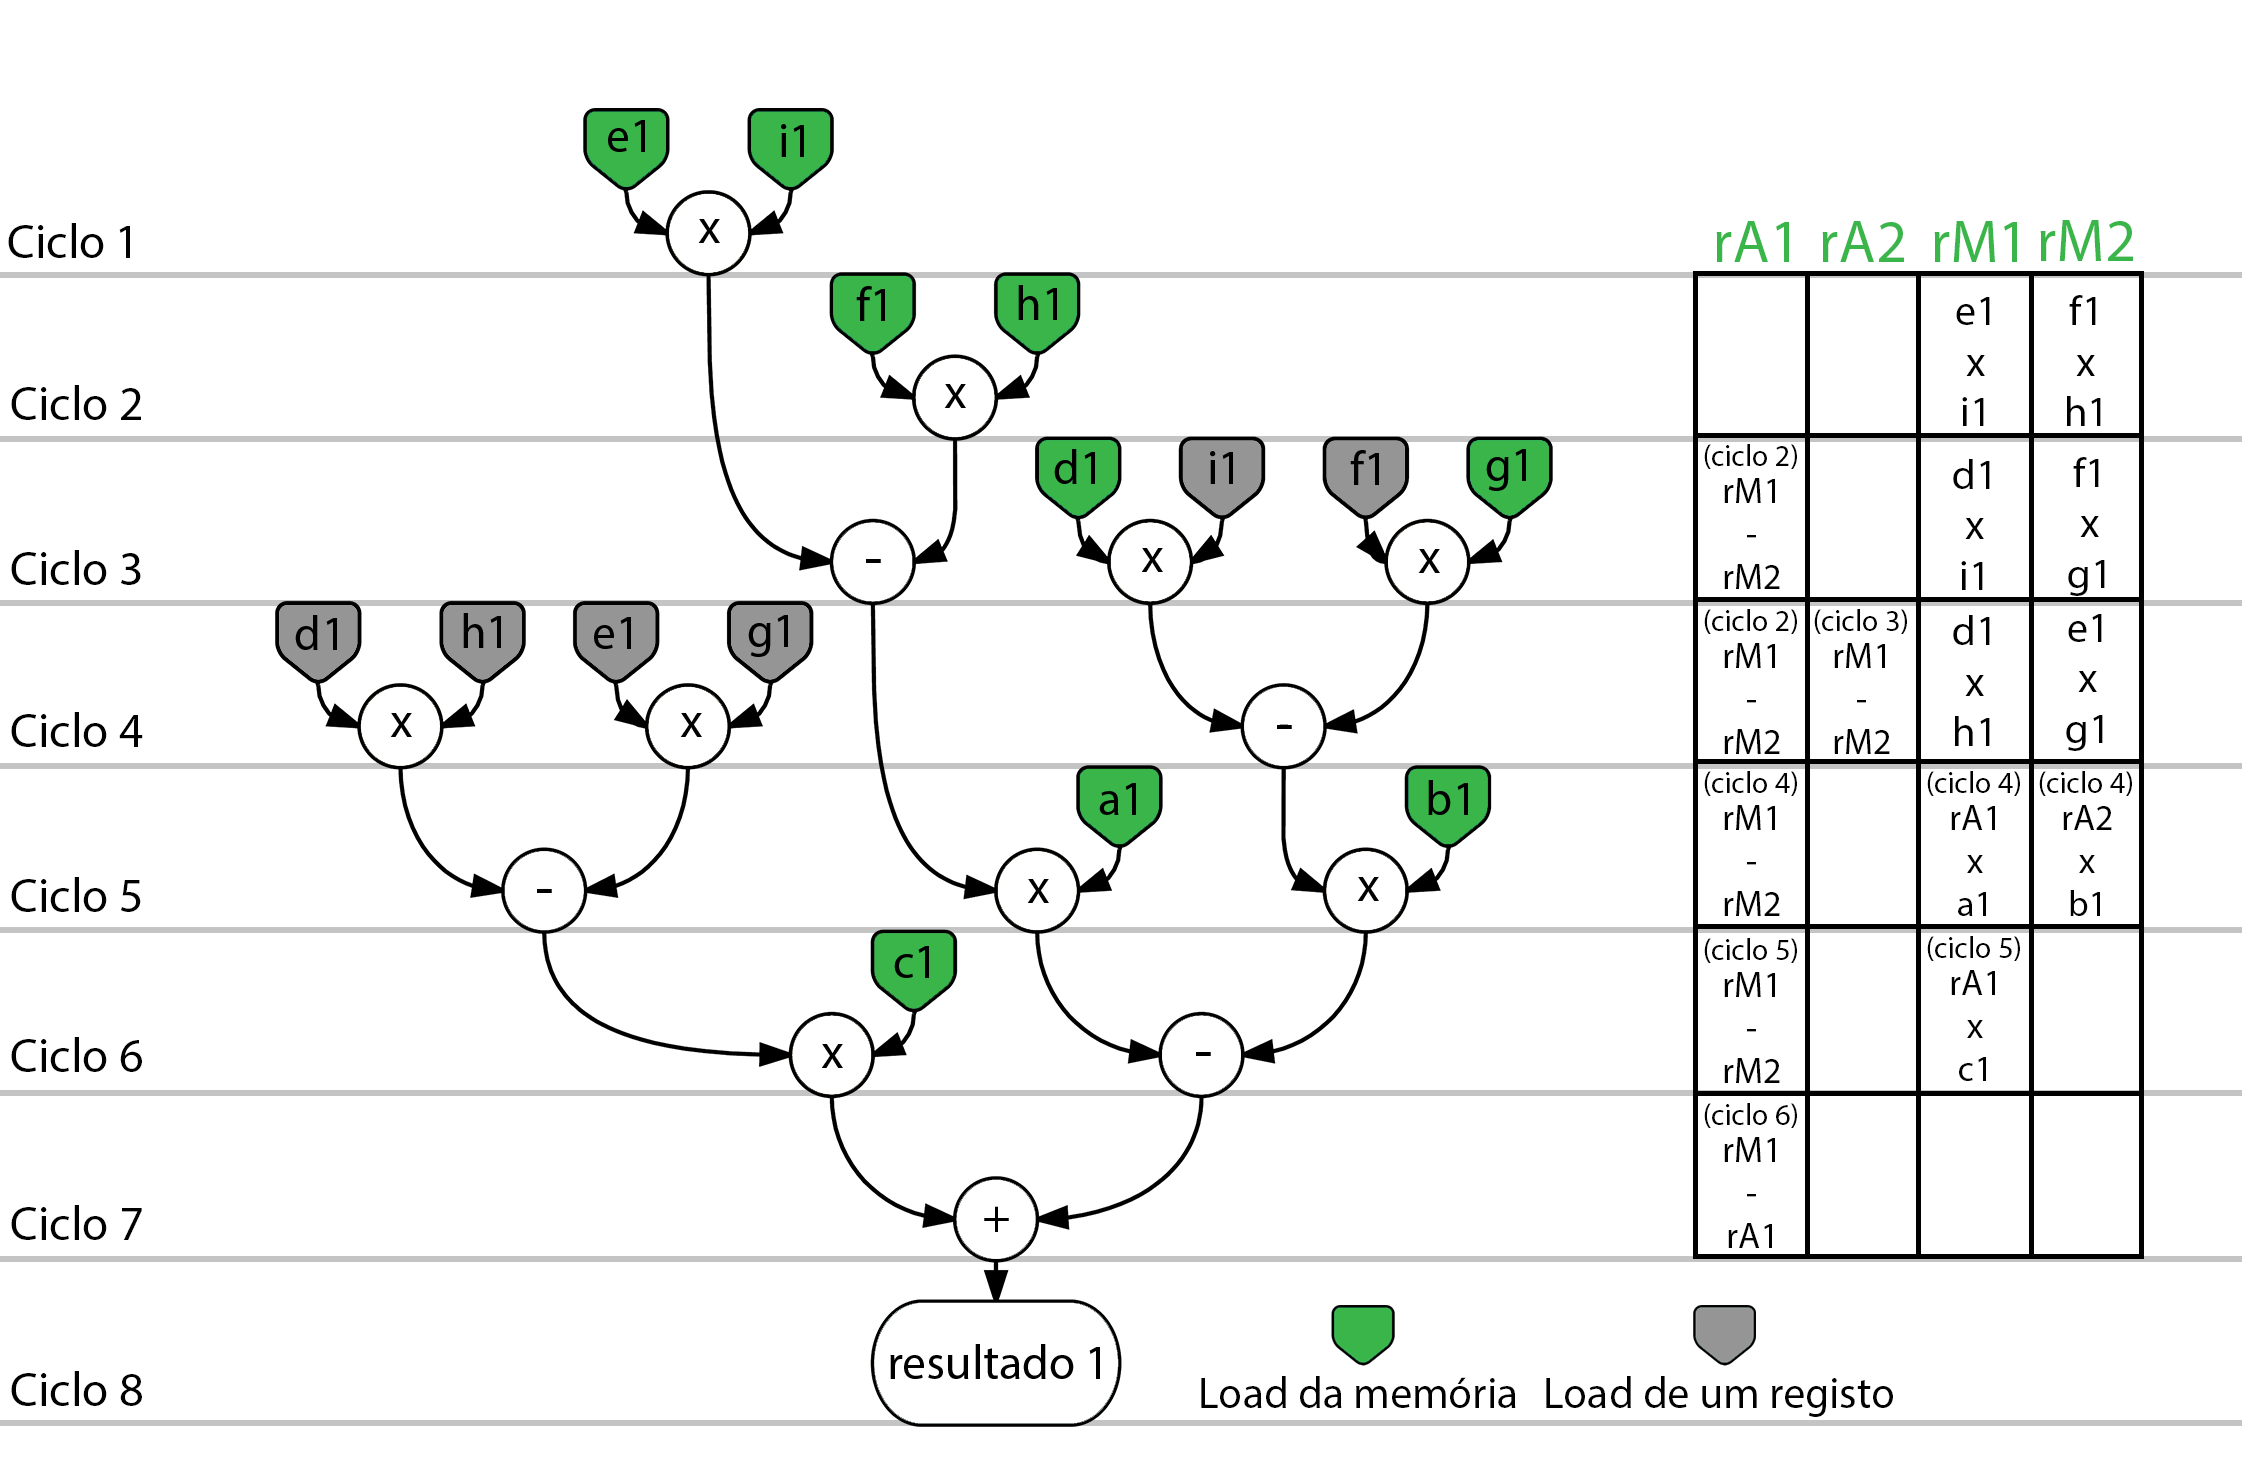 e1 i1
x
Ciclo 1
rA1 rA2 rM1 rM2
f1 h1
x
Ciclo 2
e1 f1
x x
i1 h1
d1 i1 f1 g1
- x x
Ciclo 3
(ciclo 2)
rM1 d1 f1
- x x
rM2 i1 g1
d1 h1 e1 g1
x x -
Ciclo 4
(ciclo 2) (ciclo 3)
rM1 rM1 d1 e1
- - x x
rM2 rM2 h1 g1
a1 b1
- x x
Ciclo 5
(ciclo 4) (ciclo 4) (ciclo 4)
rM1 rA1 rA2
- x x
rM2 a1 b1
c1
x -
Ciclo 6
(ciclo 5) (ciclo 5)
rM1 rA1
- x
rM2 c1
+
Ciclo 7
(ciclo 6)
rM1
-
rA1
resultado 1
Ciclo 8
Load da memória
Load de um registo